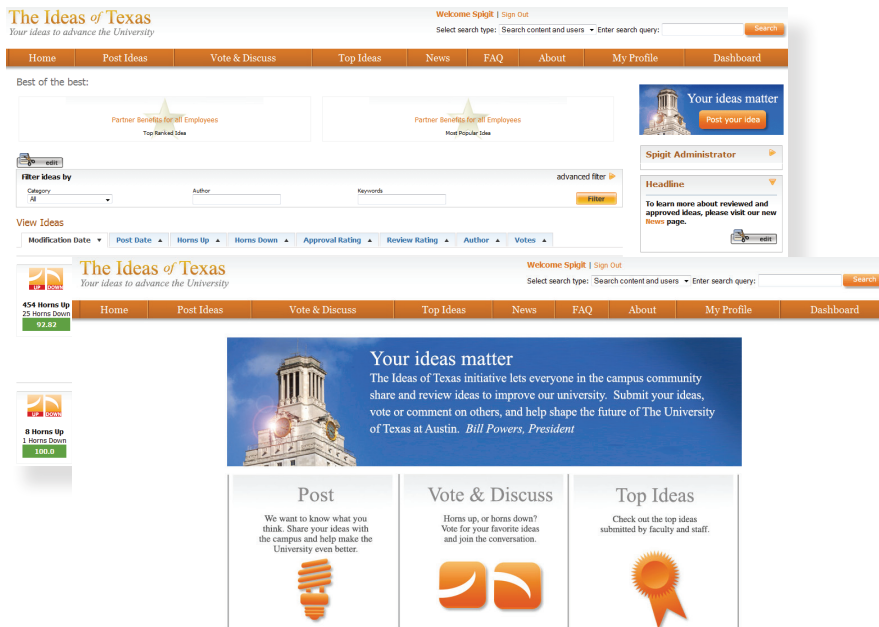 The Ideas of Texas
Your ideas to advance the University
Welcome Spigit | Sign Out
Select search type: Search content and users Enter search query: Search
Home Post Ideas Vote & Discuss Top Ideas News FAQ About My Profile Dashboard
Best of the best:
Partner Benefits for all Employees
Top Ranked Idea
Partner Benefits for all Employees
Most Popular Idea
Your ideas matter
Post your idea
edit
Spigit Administrator
Filter ideas by
advanced filter
Category
Author
Keywords
All
Filter
Headline
To learn more about reviewed and
approved ideas, please visit our new
News page.
edit
View Ideas
Modification Date Post Date Horns Up Horns Down Approval Rating Review Rating Author Votes
UP DOWN
454 Horns Up
25 Horns Down
92.82
UP DOWN
8 Horns Up
1 Horns Down
100.0
The Ideas of Texas
Your ideas to advance the University
Welcome Spigit | Sign Out
Select search type: Search content and users Enter search query: Search
Home Post Ideas Vote & Discuss Top Ideas News FAQ About My Profile Dashboard
Your ideas matter
The Ideas of Texas initiative lets everyone in the campus community
share and review ideas to improve our university. Submit your ideas,
vote or comment on others, and help shape the future of The University
of Texas at Austin. Bill Powers, President
Post
We want to know what you
think. Share your ideas with
the campus and help make the
University even better.
Vote & Discuss
Horns up, or horns down?
Vote for your favorite ideas
and join the conversation.
Top Ideas
Check out the top ideas
submitted by faculty and staff.